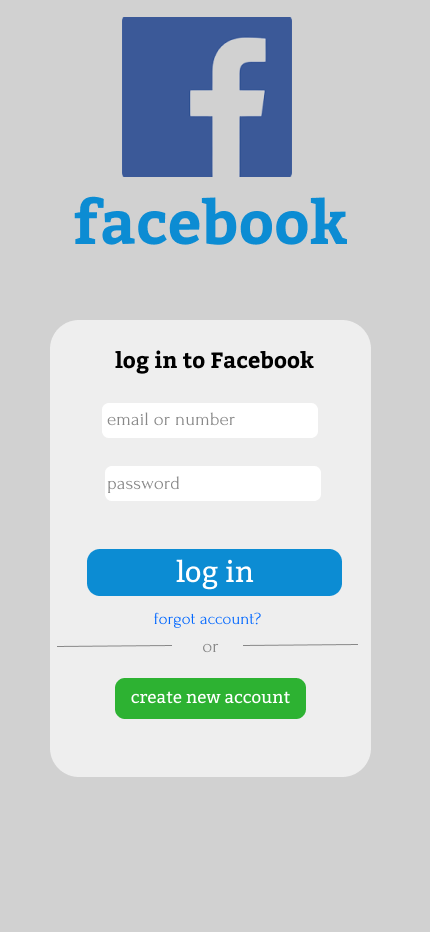 facebook
log in to Facebook
email or number
password
log in
forgot account?
or
create new account